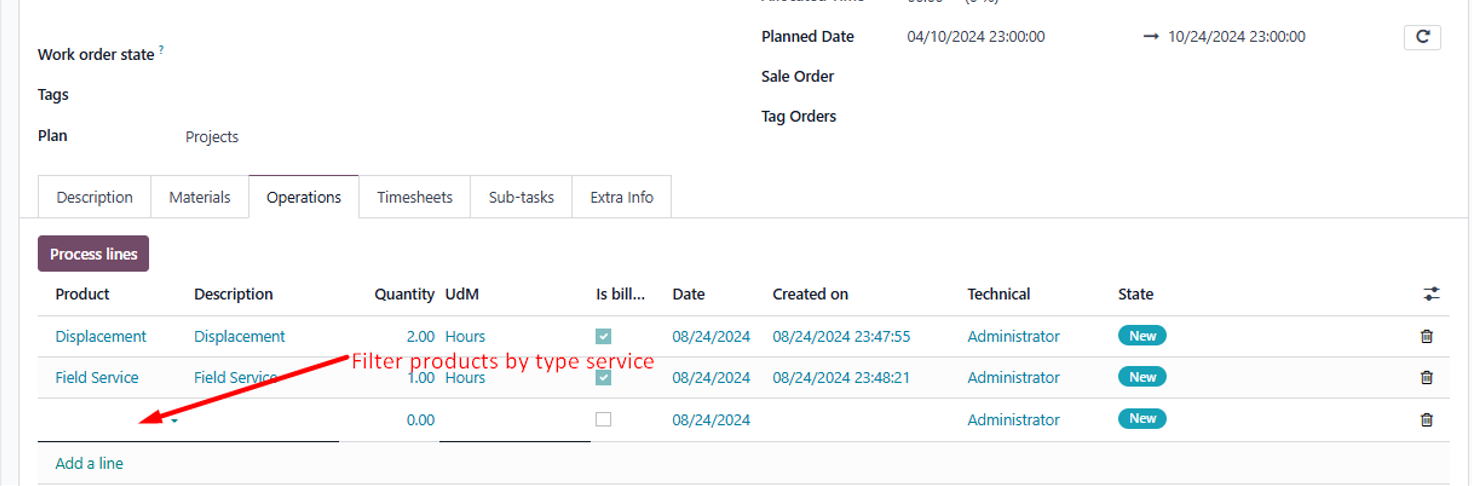 Work order state ?
Tags
Plan Projects
Planned Date 04/10/2024 23:00:00 → 10/24/2024 23:00:00
Sale Order
Tag Orders
Description Materials Operations Timesheets Sub-tasks Extra Info
Process lines
Product Description Quantity UdM Is bill... Date Created on Technical State
Displacement Displacement 2.00 Hours 08/24/2024 08/24/2024 23:47:55 Administrator New
Filter products by type service
Field Service Field Service 1.00 Hours 08/24/2024 08/24/2024 23:48:21 Administrator New
0.00 08/24/2024 Administrator New
Add a line